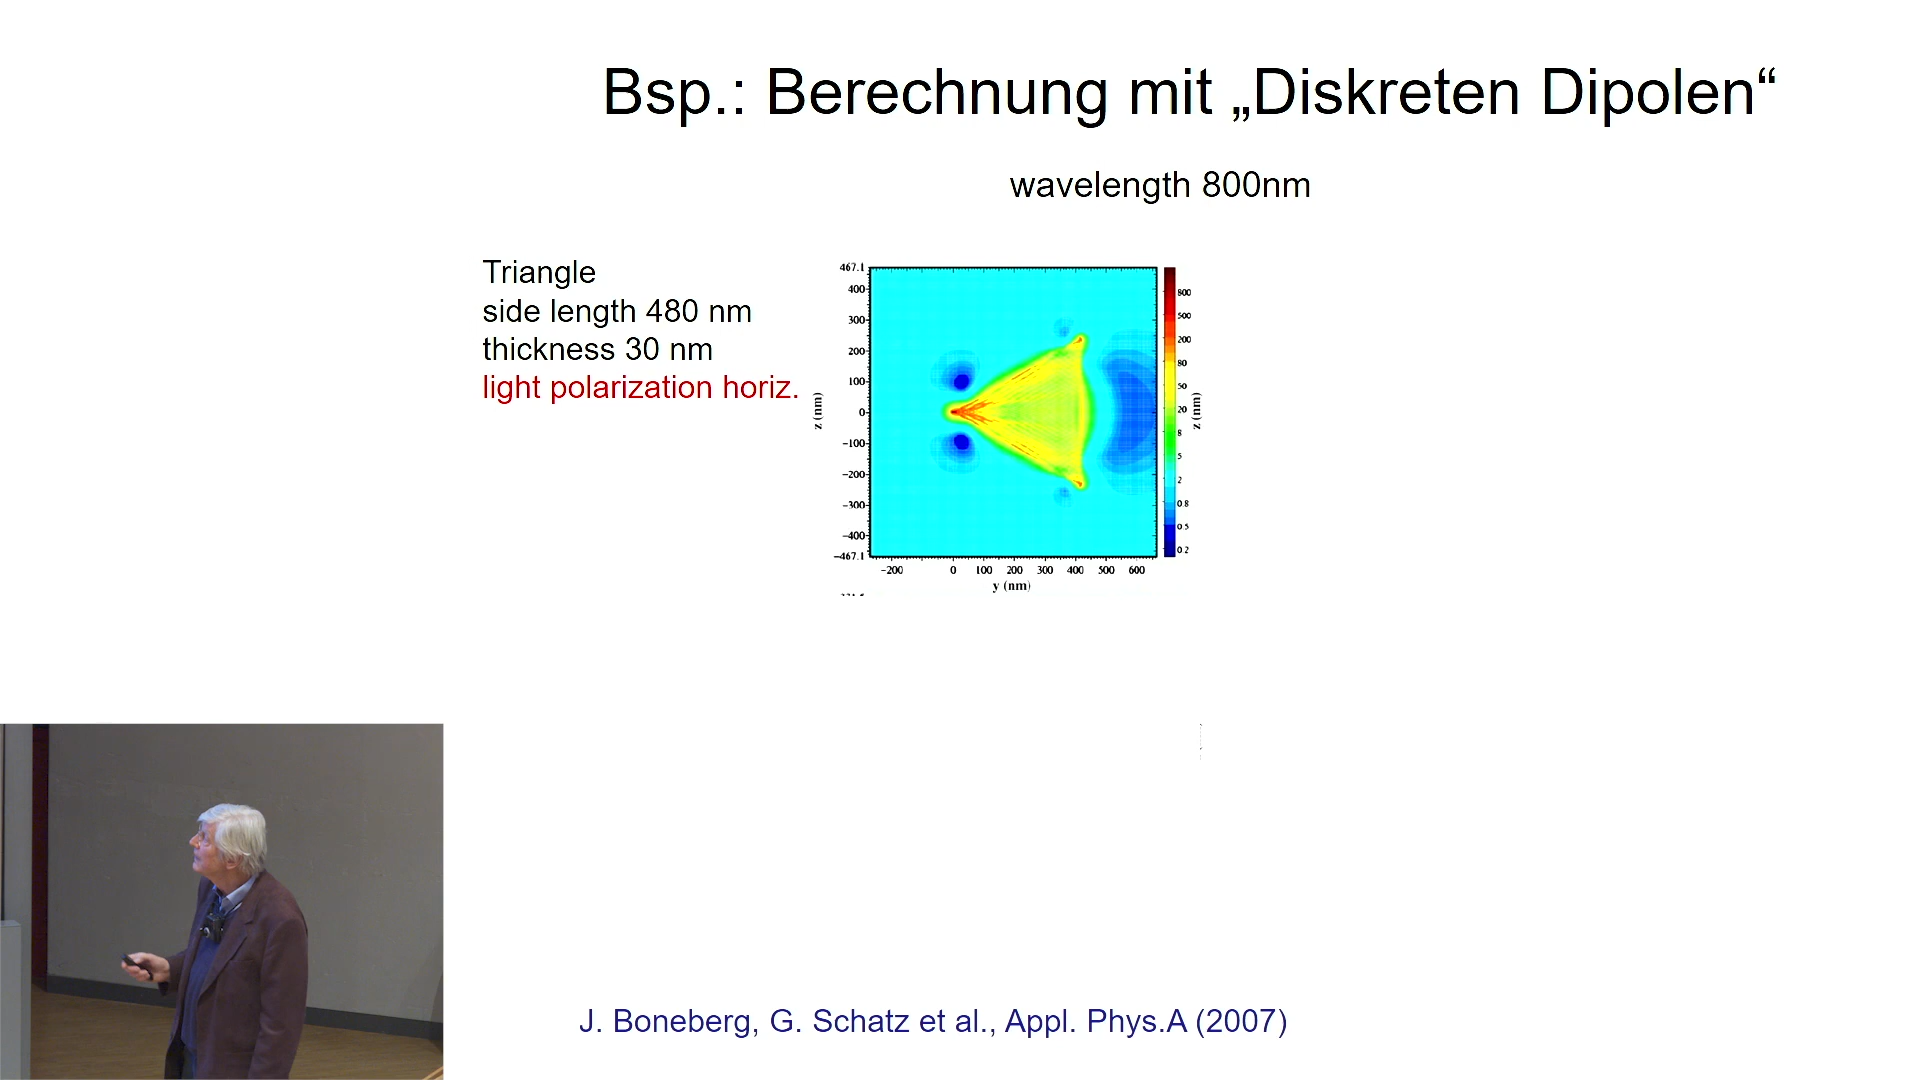 Bsp.: Berechnung mit „Diskreten Dipolen“
wavelength 800nm
Triangle
side length 480 nm
thickness 30 nm
light polarization horiz.
467.1
400
300
200
100
0
−100
−200
−300
−400
−467.1
z (nm)
−200 0 100 200 300 400 500 600
y (nm)
800
500
200
80
50
20
8
5
2
0.8
0.5
0.2
z (nm)
J. Boneberg, G. Schatz et al., Appl. Phys.A (2007)